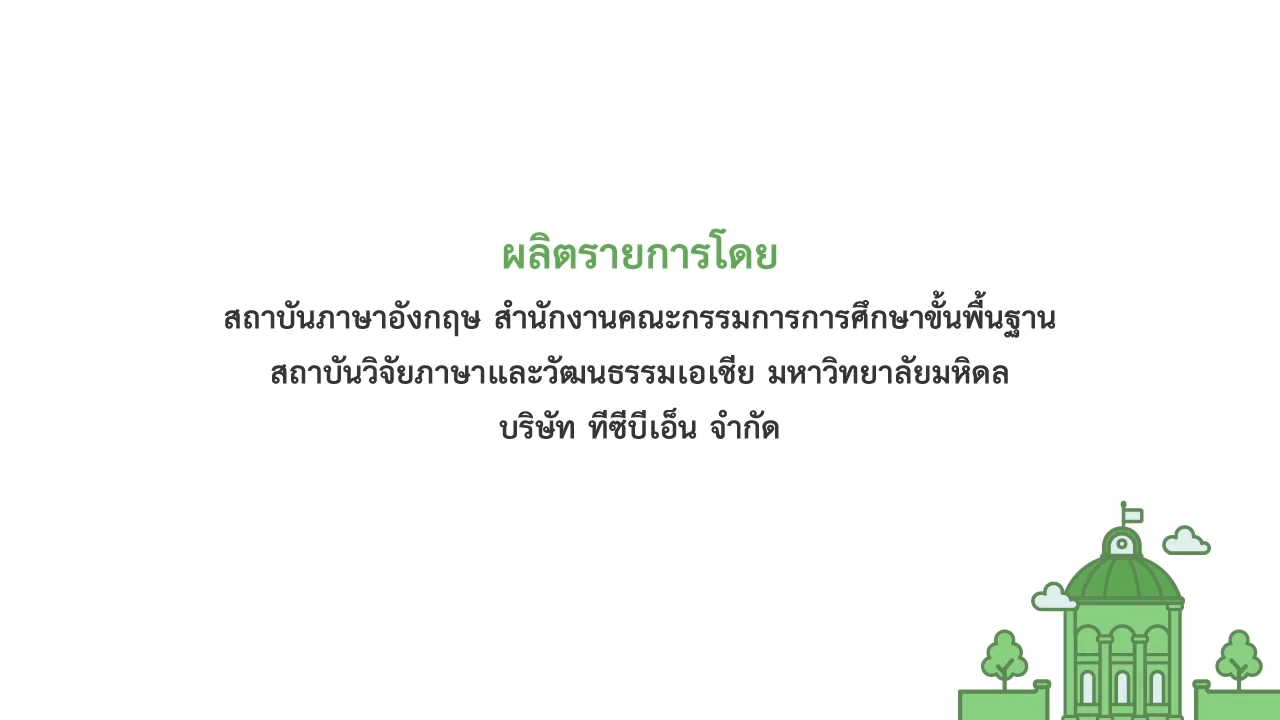 ผลิตรายการโดย
สถาบันภาษาอังกฤษ สำนักงานคณะกรรมการการศึกษาขั้นพื้นฐาน
สถาบันวิจัยภาษาและวัฒนธรรมเอเชีย มหาวิทยาลัยมหิดล
บริษัท ทีซีบีเอ็น จำกัด